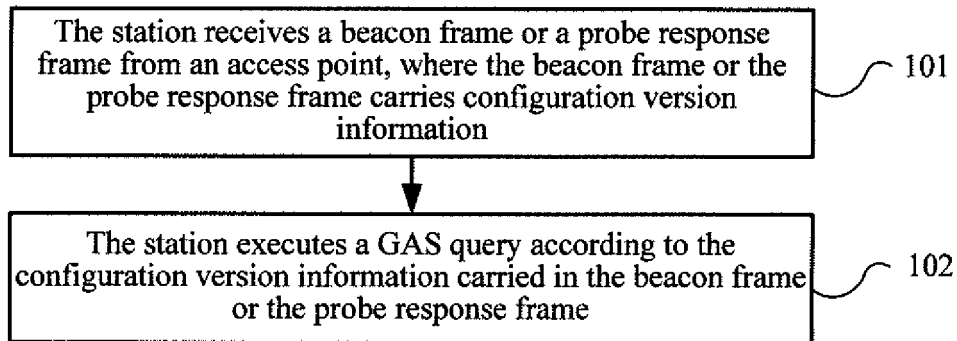 The station receives a beacon frame or a probe response
frame from an access point, where the beacon frame or the
probe response frame carries configuration version
information
101
The station executes a GAS query according to the
configuration version information carried in the beacon frame
or the probe response frame
102